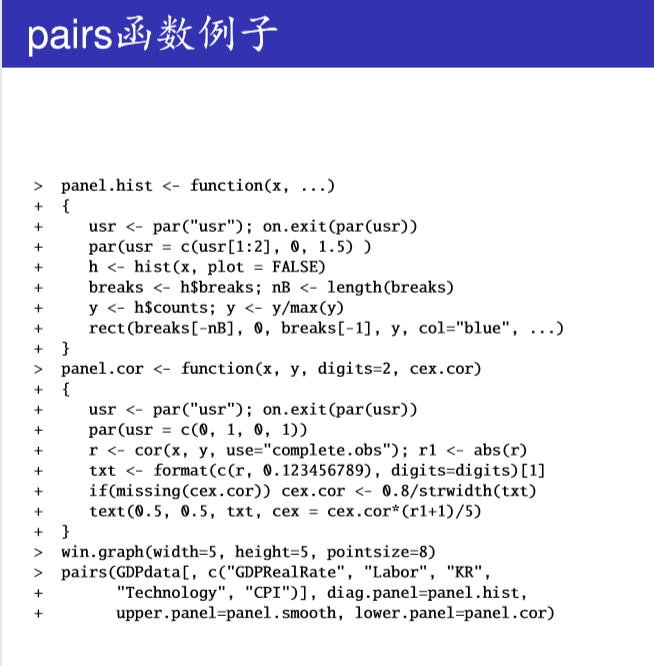 pairs函数例子
> panel.hist <- function(x, ...)
+ {
+    usr <- par("usr"); on.exit(par(usr))
+    par(usr = c(usr[1:2], 0, 1.5) )
+    h <- hist(x, plot = FALSE)
+    breaks <- h$breaks; nB <- length(breaks)
+    y <- h$counts; y <- y/max(y)
+    rect(breaks[-nB], 0, breaks[-1], y, col="blue", ...)
+ }
> panel.cor <- function(x, y, digits=2, cex.cor)
+ {
+    usr <- par("usr"); on.exit(par(usr))
+    par(usr = c(0, 1, 0, 1))
+    r <- cor(x, y, use="complete.obs"); r1 <- abs(r)
+    txt <- format(c(r, 0.123456789), digits=digits)[1]
+    if(missing(cex.cor)) cex.cor <- 0.8/strwidth(txt)
+    text(0.5, 0.5, txt, cex = cex.cor*(r1+1)/5)
+ }
> win.graph(width=5, height=5, pointsize=8)
> pairs(GDPdata[, c("GDPRealRate", "Labor", "KR",
+       "Technology", "CPI")], diag.panel=panel.hist,
+       upper.panel=panel.smooth, lower.panel=panel.cor)